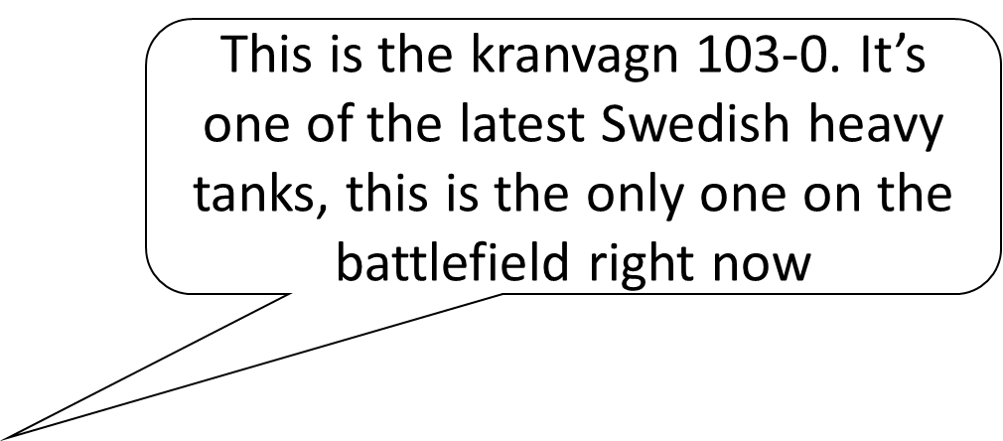 This is the kranvagn 103-0. It’s
one of the latest Swedish heavy
tanks, this is the only one on the
battlefield right now